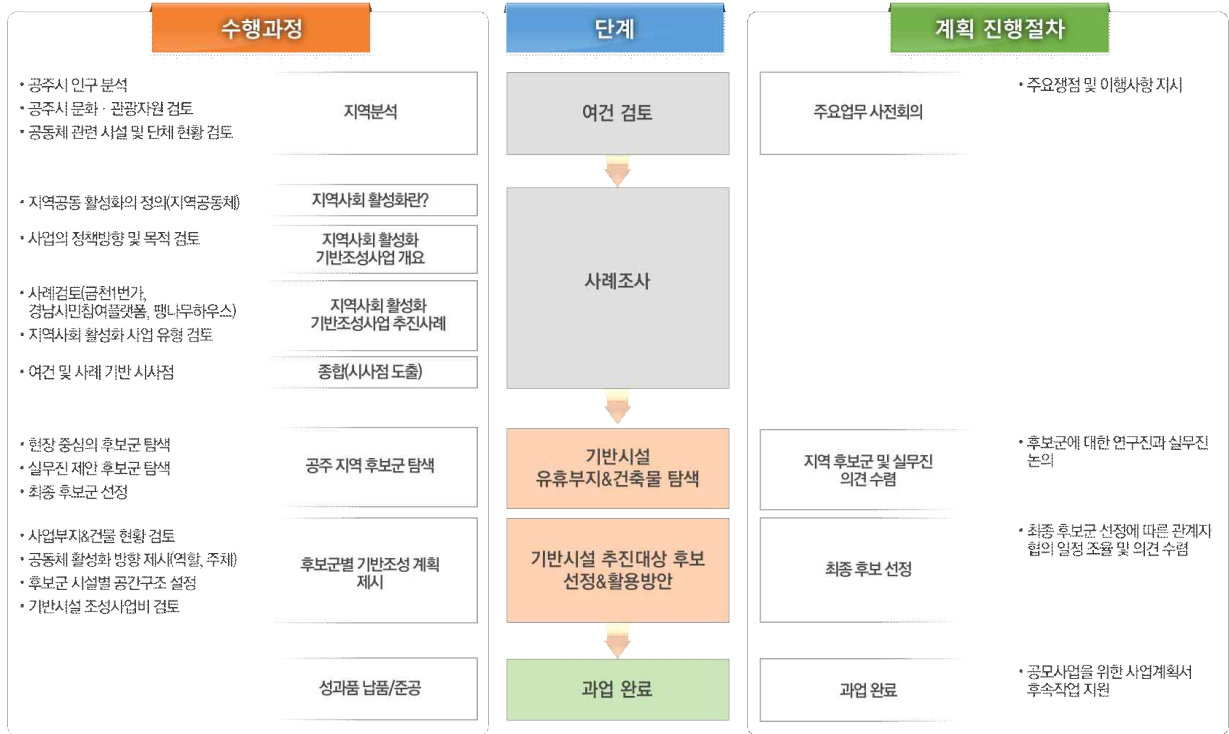 수행과정
단계
계획 진행절차
• 공주시 인구 분석
• 공주시 문화 · 관광자원 검토
• 공동체 관련 시설 및 단체 현황 검토
지역분석
여건 검토
주요업무 사전회의
• 주요쟁점 및 이행사항 지시
• 지역공동 활성화의 정의(지역공동체)
지역사회 활성화란?
• 사업의 정책방향 및 목적 검토
지역사회 활성화
기반조성사업 개요
• 사례검토(금천1번가,
경남시민참여플랫폼, 땡나무하우스)
• 지역사회 활성화 사업 유형 검토
지역사회 활성화
기반조성사업 추진사례
• 여건 및 사례 기반 시사점
종합(시사점 도출)
사례조사
• 현장 중심의 후보군 탐색
• 실무진 제안 후보군 탐색
• 최종 후보군 선정
공주 지역 후보군 탐색
기반시설
유휴부지&건축물 탐색
지역 후보군 및 실무진
의견 수렴
• 후보군에 대한 연구진과 실무진
논의
• 사업부지&건물 현황 검토
• 공동체 활성화 방향 제시(역할, 주체)
• 후보군 시설별 공간구조 설정
• 기반시설 조성사업비 검토
후보군별 기반조성 계획
제시
기반시설 추진대상 후보
선정&활용방안
최종 후보 선정
• 최종 후보군 선정에 따른 관계자
협의 일정 조율 및 의견 수렴
성과품 납품/준공
과업 완료
과업 완료
• 공모사업을 위한 사업계획서
후속작업 지원